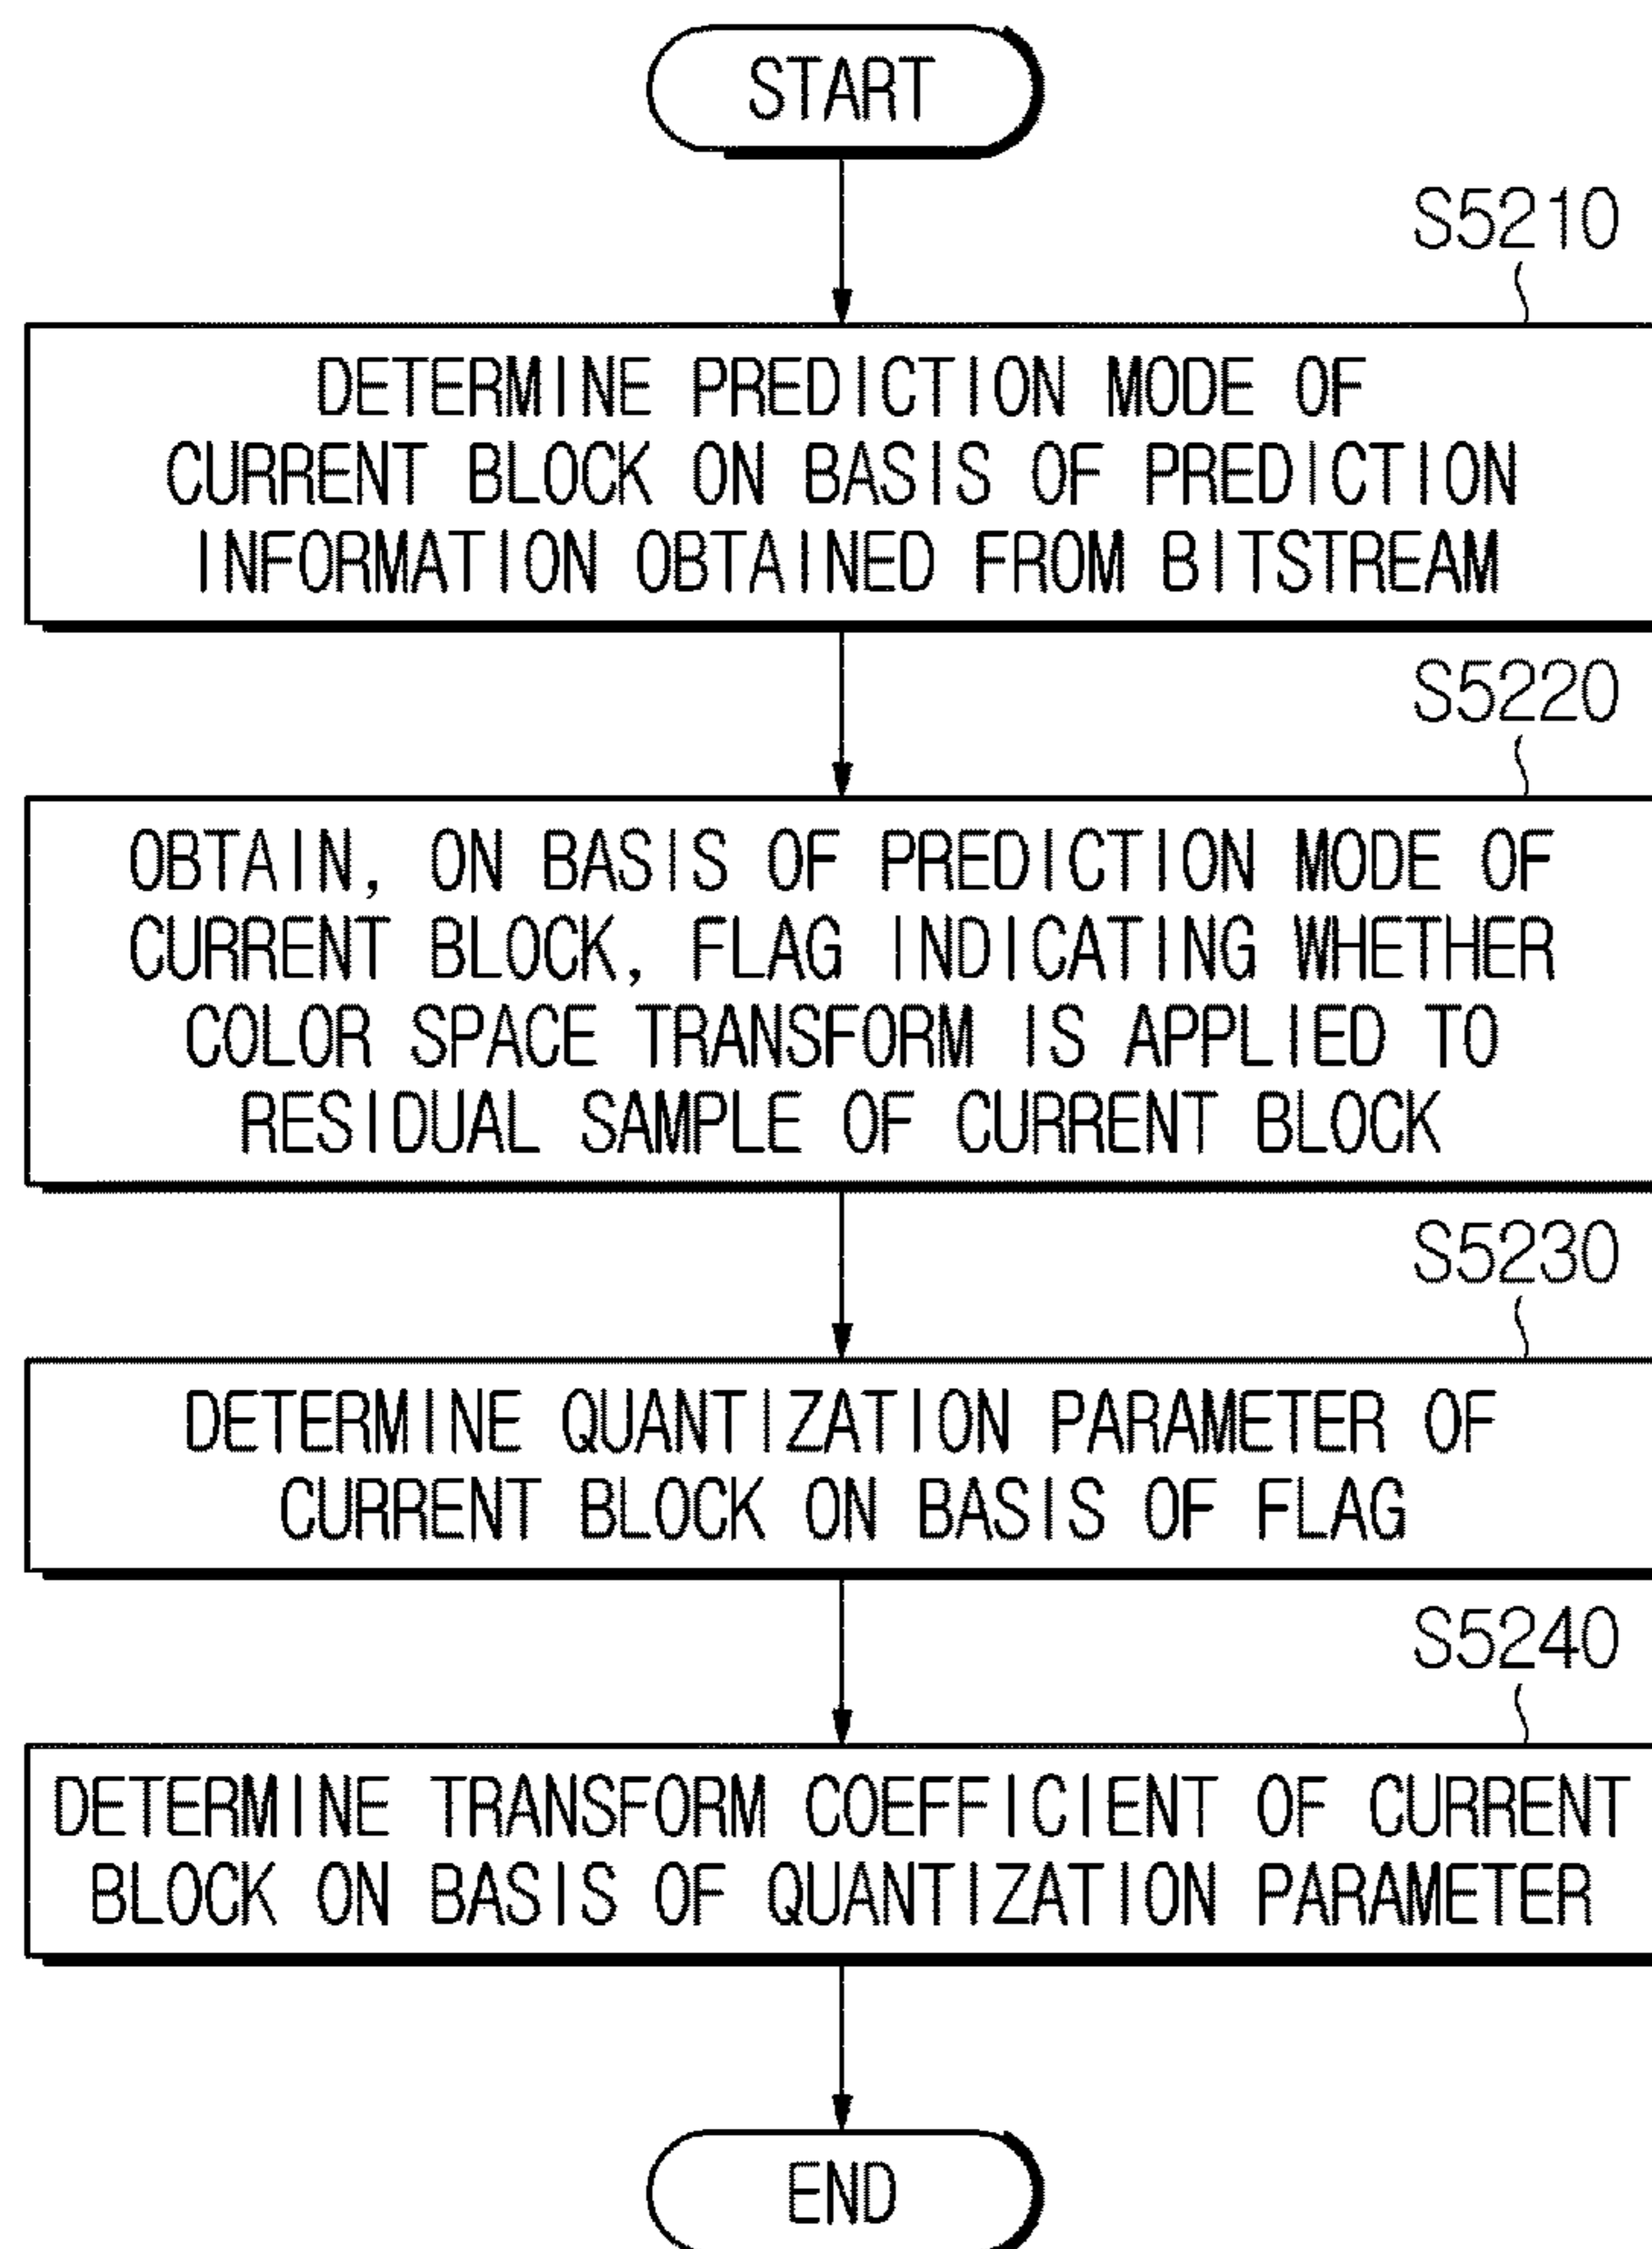 START
S5210
DETERMINE PREDICTION MODE OF
CURRENT BLOCK ON BASIS OF PREDICTION
INFORMATION OBTAINED FROM BITSTREAM
S5220
OBTAIN, ON BASIS OF PREDICTION MODE OF
CURRENT BLOCK, FLAG INDICATING WHETHER
COLOR SPACE TRANSFORM IS APPLIED TO
RESIDUAL SAMPLE OF CURRENT BLOCK
S5230
DETERMINE QUANTIZATION PARAMETER OF
CURRENT BLOCK ON BASIS OF FLAG
S5240
DETERMINE TRANSFORM COEFFICIENT OF CURRENT
BLOCK ON BASIS OF QUANTIZATION PARAMETER
END